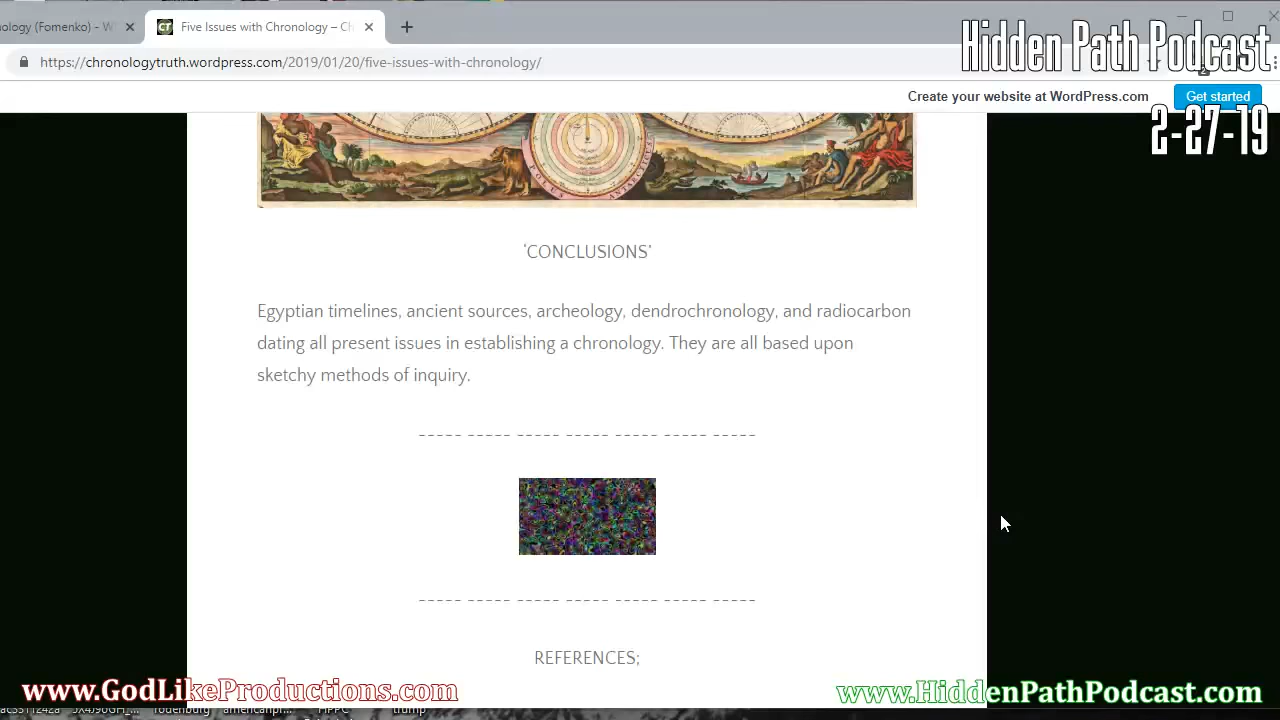 nology (Fomenko) - W
Five Issues with Chronology – Ch
Hidden Path Podcast
https://chronologytruth.wordpress.com/2019/01/20/five-issues-with-chronology/
Create your website at WordPress.com
Get started
2-27-19
‘CONCLUSIONS’
Egyptian timelines, ancient sources, archeology, dendrochronology, and radiocarbon
dating all present issues in establishing a chronology. They are all based upon
sketchy methods of inquiry.
----- ----- ----- ----- ----- ----- -----
----- ----- ----- ----- ----- ----- -----
REFERENCES;
www.GodLikeProductions.com
www.HiddenPathPodcast.com